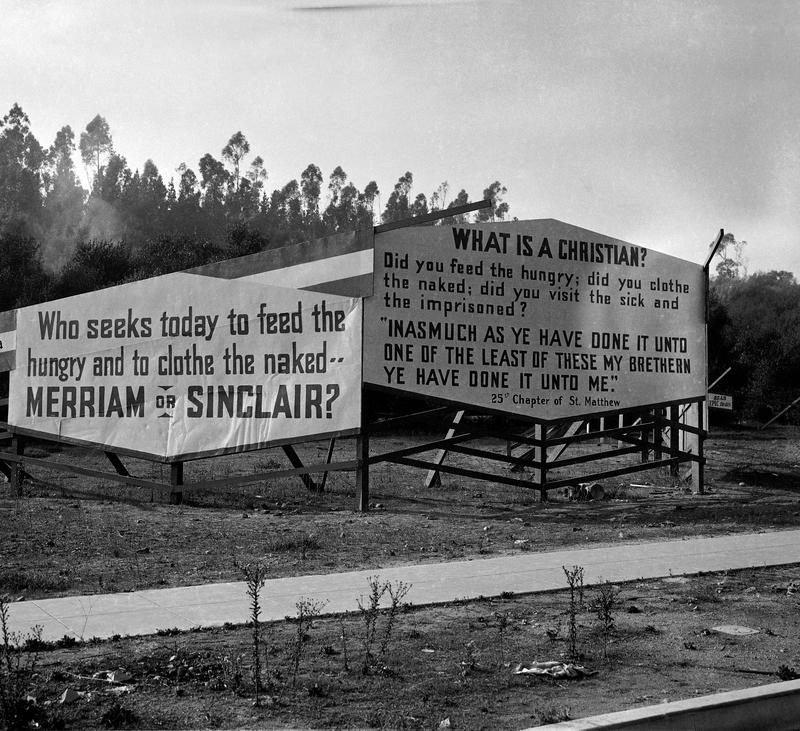 Who seeks today to feed the
hungry and to clothe the naked--
MERRIAM OR SINCLAIR?
WHAT IS A CHRISTIAN?
Did you feed the hungry; did you clothe
the naked; did you visit the sick and
the imprisoned?
"INASMUCH AS YE HAVE DONE IT UNTO
ONE OF THE LEAST OF THESE MY BRETHERN
YE HAVE DONE IT UNTO ME."
25th Chapter of St. Matthew
READ
EPIC